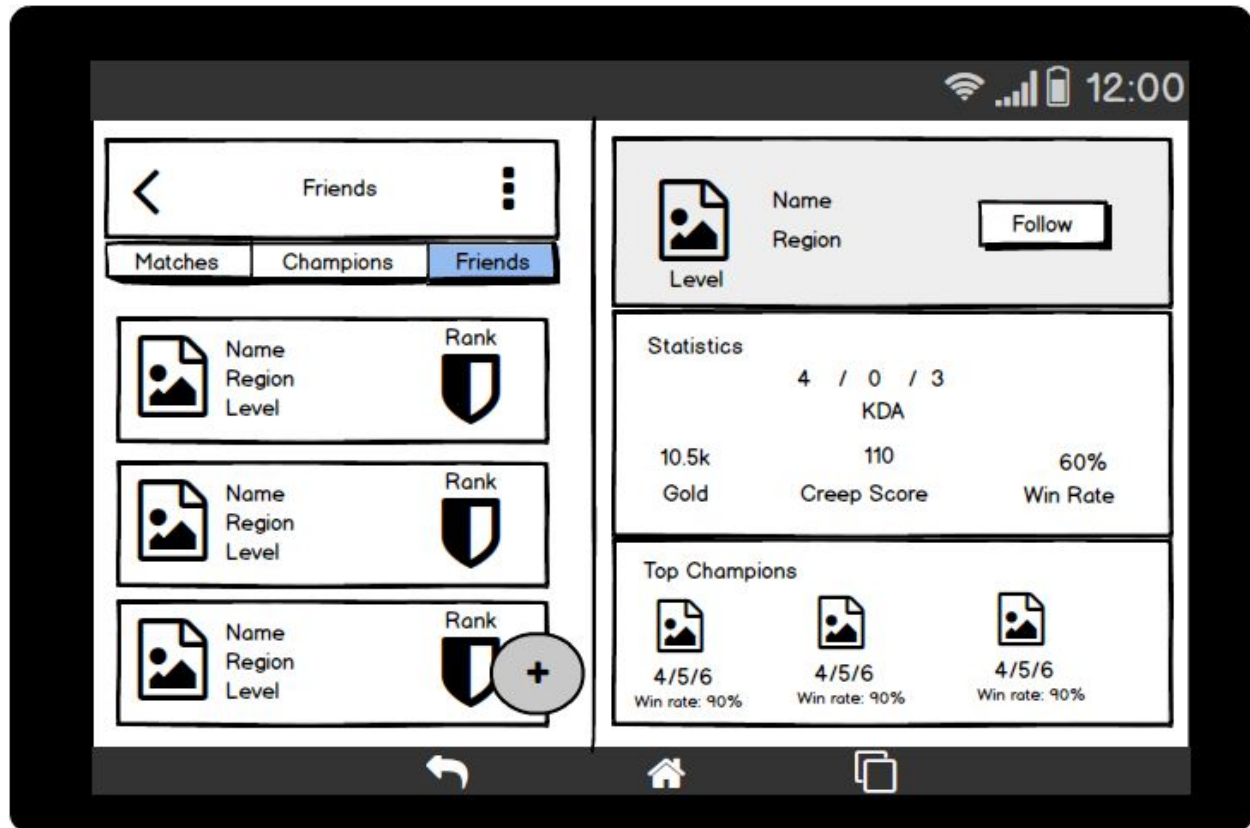 12:00
Friends
Matches Champions Friends
Name
Region
Level
Rank
Name
Region
Level
Rank
Name
Region
Level
Rank
+
Name
Region
Level
Follow
Statistics
4 / 0 / 3
KDA
10.5k 110 60%
Gold Creep Score Win Rate
Top Champions
4/5/6 4/5/6 4/5/6
Win rate: 90% Win rate: 90% Win rate: 90%